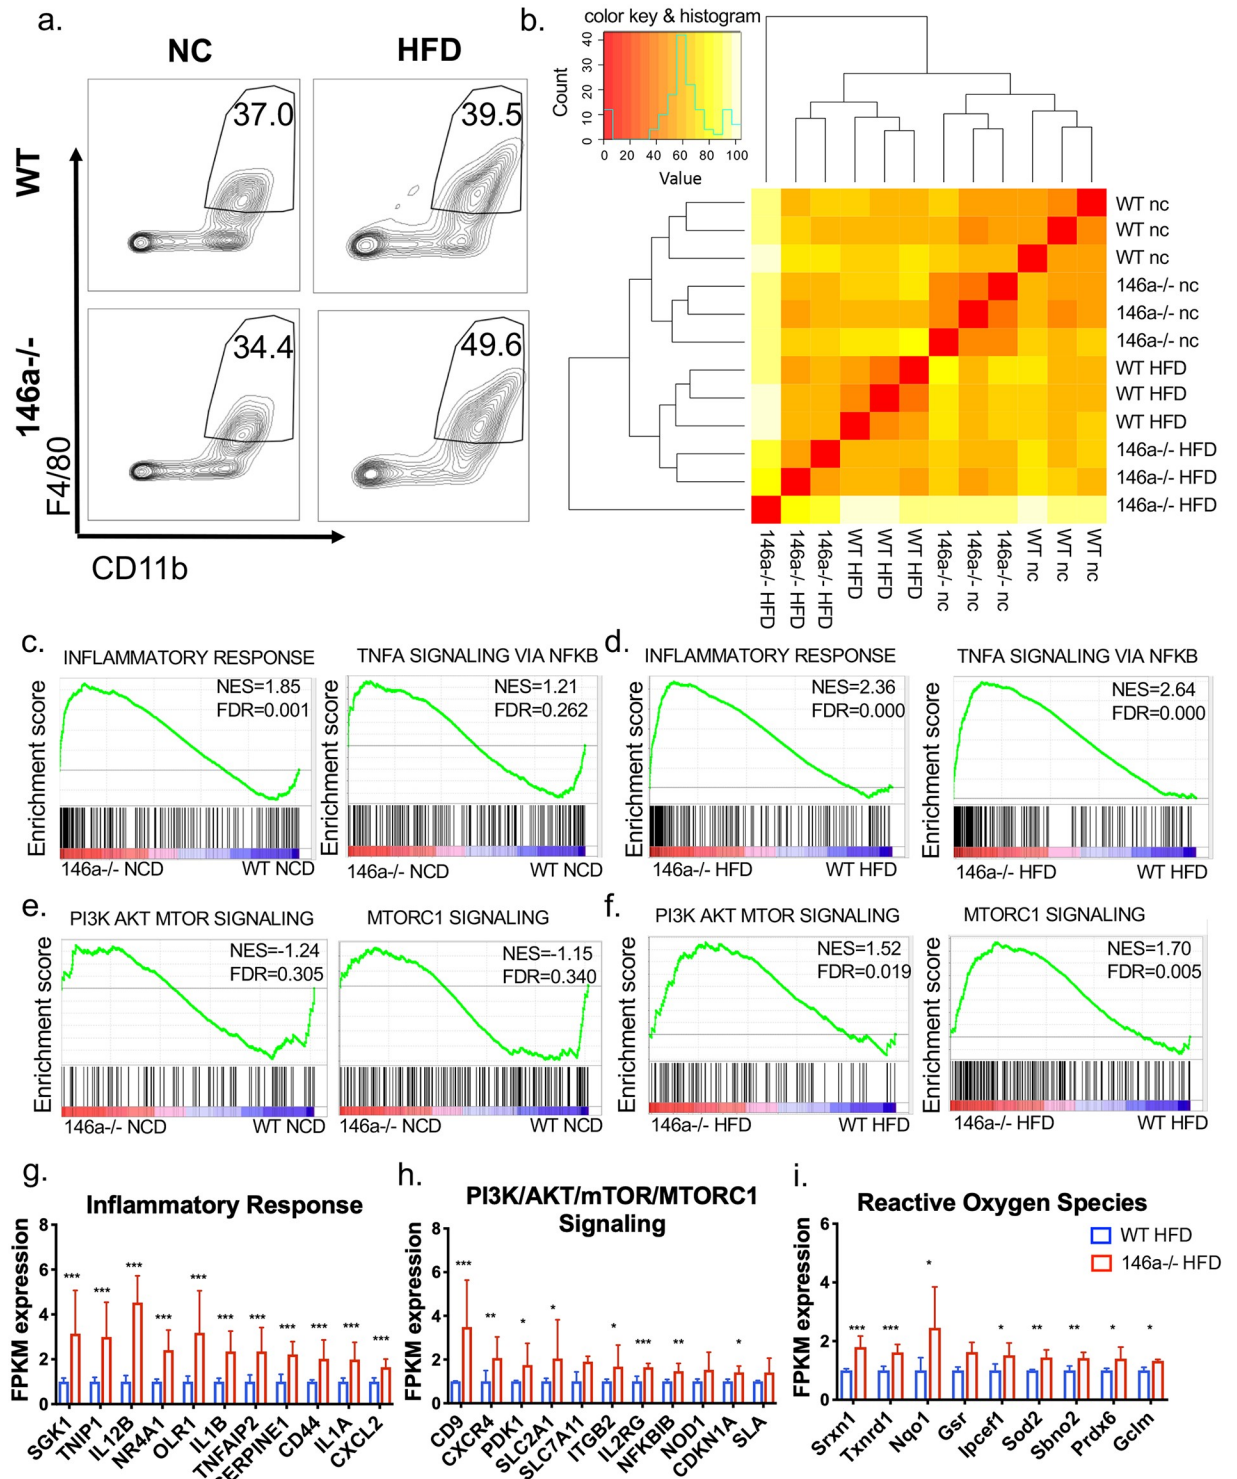 a.
NC
HFD
WT
37.0
39.5
146a-/-
34.4
49.6
F4/80
CD11b
b.
color key & histogram
Count
0 10 20 30 40
0 20 40 60 80 100
Value
WT nc
WT nc
WT nc
146a-/- nc
146a-/- nc
146a-/- nc
WT HFD
WT HFD
WT HFD
146a-/- HFD
146a-/- HFD
146a-/- HFD
146a-/- HFD
146a-/- HFD
146a-/- HFD
WT HFD
WT HFD
WT HFD
146a-/- nc
146a-/- nc
146a-/- nc
WT nc
WT nc
WT nc
c.
INFLAMMATORY RESPONSE
NES=1.85
FDR=0.001
Enrichment score
146a-/- NCD WT NCD
TNFA SIGNALING VIA NFKB
NES=1.21
FDR=0.262
Enrichment score
146a-/- NCD WT NCD
d.
INFLAMMATORY RESPONSE
NES=2.36
FDR=0.000
Enrichment score
146a-/- HFD WT HFD
TNFA SIGNALING VIA NFKB
NES=2.64
FDR=0.000
Enrichment score
146a-/- HFD WT HFD
e.
PI3K AKT MTOR SIGNALING
NES=-1.24
FDR=0.305
Enrichment score
146a-/- NCD WT NCD
MTORC1 SIGNALING
NES=-1.15
FDR=0.340
Enrichment score
146a-/- NCD WT NCD
f.
PI3K AKT MTOR SIGNALING
NES=1.52
FDR=0.019
Enrichment score
146a-/- HFD WT HFD
MTORC1 SIGNALING
NES=1.70
FDR=0.005
Enrichment score
146a-/- HFD WT HFD
g.
Inflammatory Response
FPKM expression
8
6
4
2
0
*** *** *** *** *** *** *** *** *** *** ***
SGK1 TNIP1 IL12B NR4A1 OLR1 IL1B TNFAIP2 SERPINE1 CD44 IL1A CXCL2
h.
PI3K/AKT/mTOR/MTORC1
Signaling
FPKM expression
8
6
4
2
0
*** ** * * * *** ** *
CD9 CXCR4 PDK1 SLC2A1 SLC7A11 ITGB2 IL2RG NFKBIB NOD1 CDKN1A SLA
i.
Reactive Oxygen Species
FPKM expression
6
4
2
0
WT HFD
146a-/- HFD
*** *** * * ** ** * *
Srxn1 Txnrd1 Nqo1 Gsr Ipcef1 Sod2 Sbno2 Prdx6 Gclm